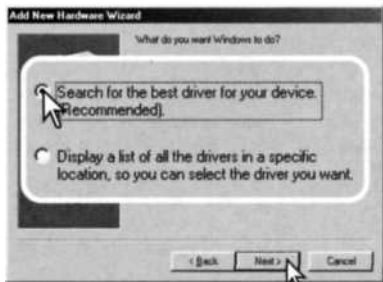 Add New Hardware Wizard
What do you want Windows to do?
Search for the best driver for your device.
(Recommended).
Display a list of all the drivers in a specific
location, so you can select the driver you want.
< Back
Next >
Cancel